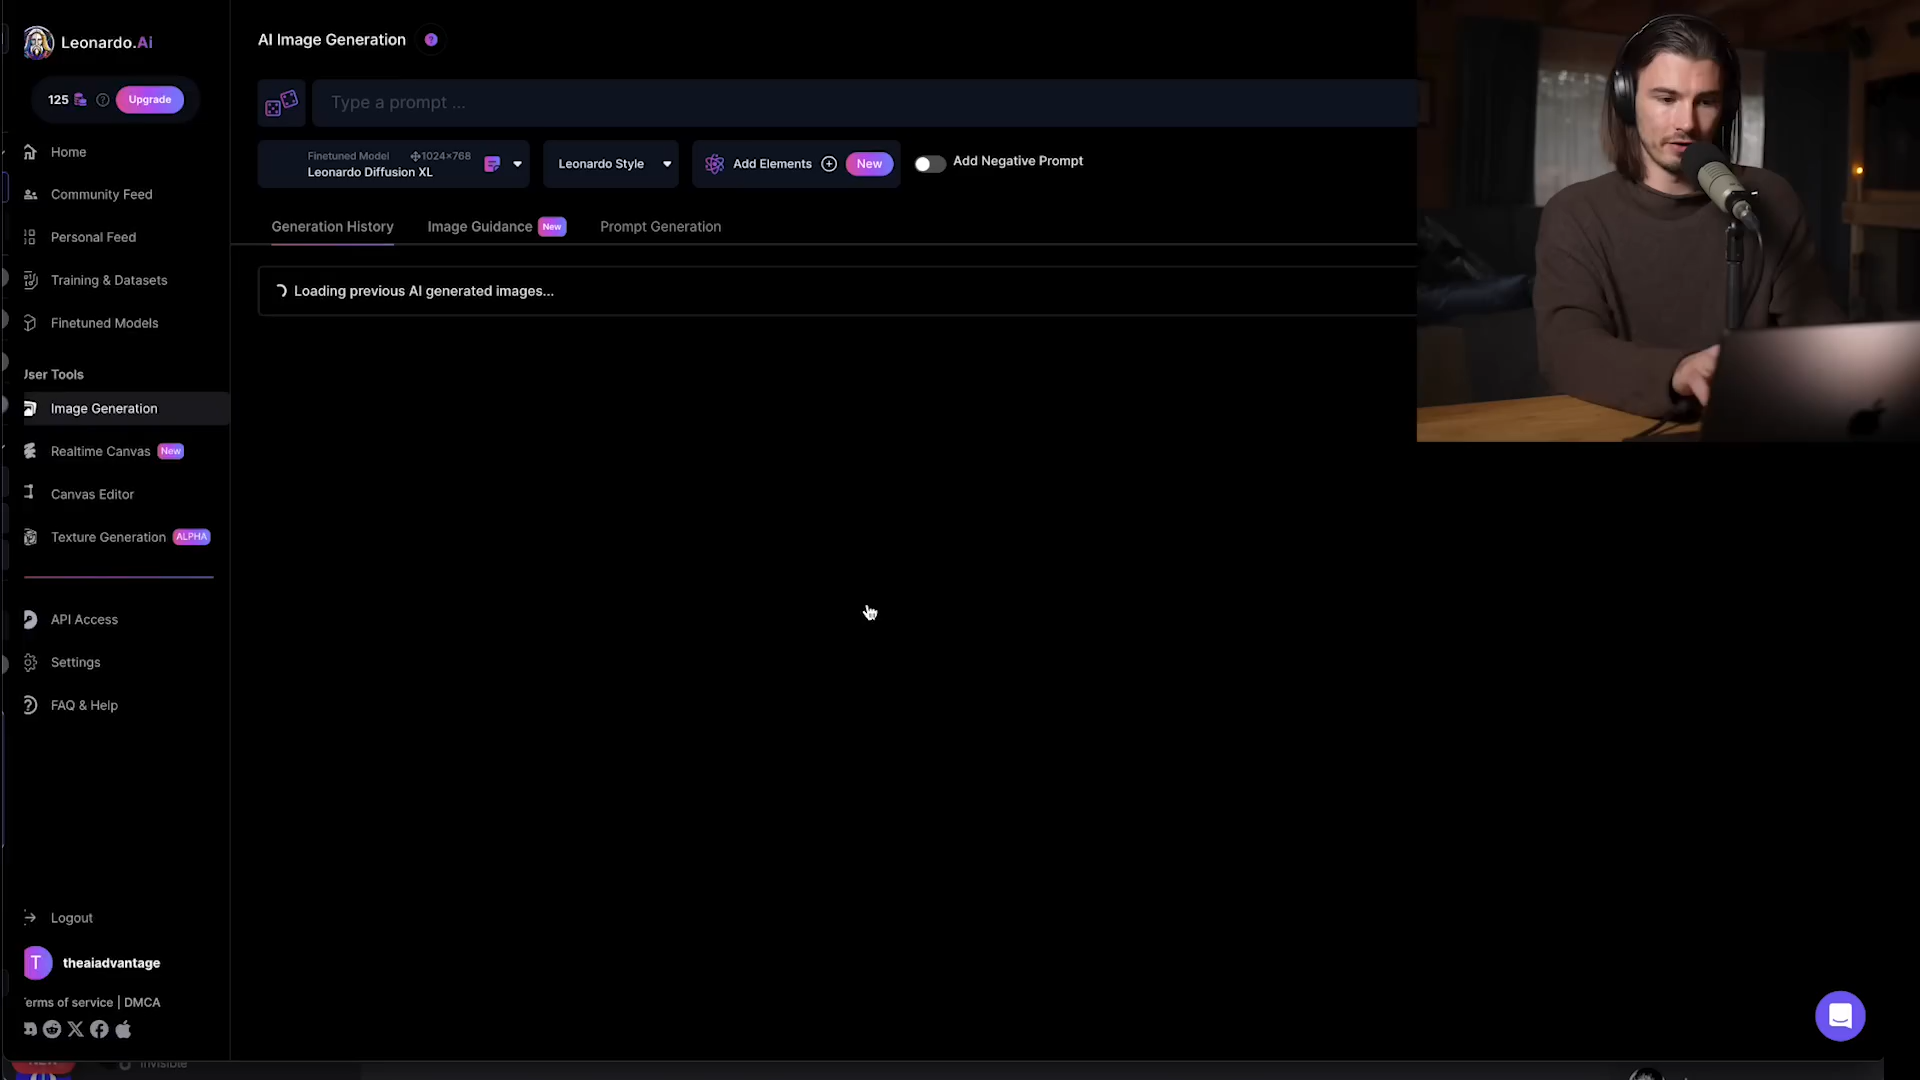 Leonardo.Ai
125
Upgrade
Home
Community Feed
Personal Feed
Training & Datasets
Finetuned Models
User Tools
Image Generation
Realtime Canvas New
Canvas Editor
Texture Generation ALPHA
API Access
Settings
FAQ & Help
Logout
T theaiadvantage
Terms of service | DMCA
AI Image Generation ?
Type a prompt ...
Finetuned Model 1024×768
Leonardo Diffusion XL
Leonardo Style
Add Elements New
Add Negative Prompt
Generation History Image Guidance New Prompt Generation
Loading previous AI generated images...
Invisible